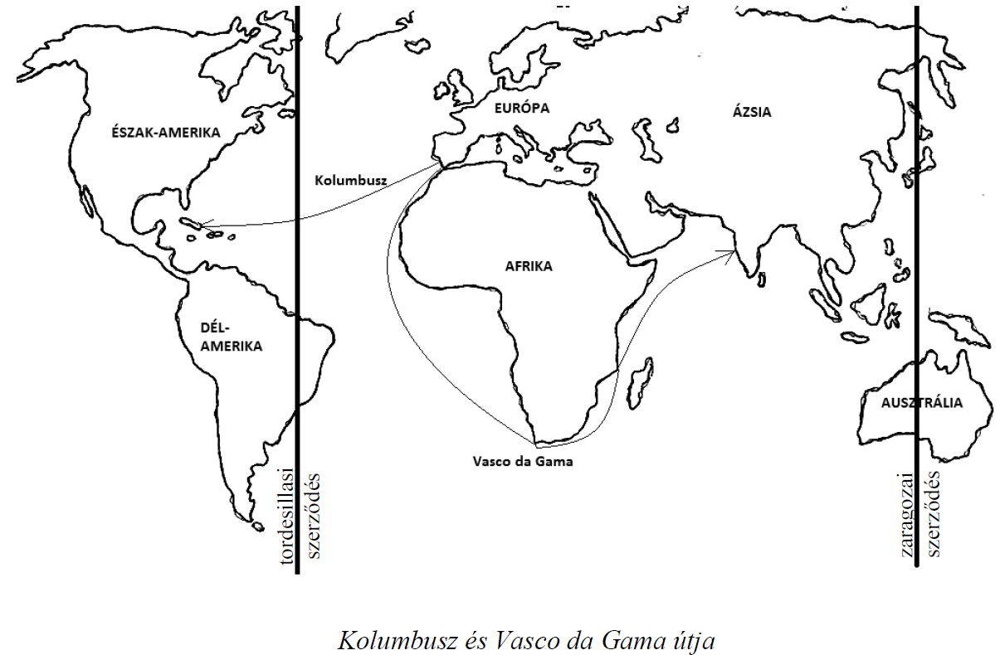 EURÓPA
ÁZSIA
ÉSZAK-AMERIKA
Kolumbusz
AFRIKA
DÉL-
AMERIKA
AUSZTRÁLIA
Vasco da Gama
tordesillasi
szerződés
zaragozai
szerződés
Kolumbusz és Vasco da Gama útja